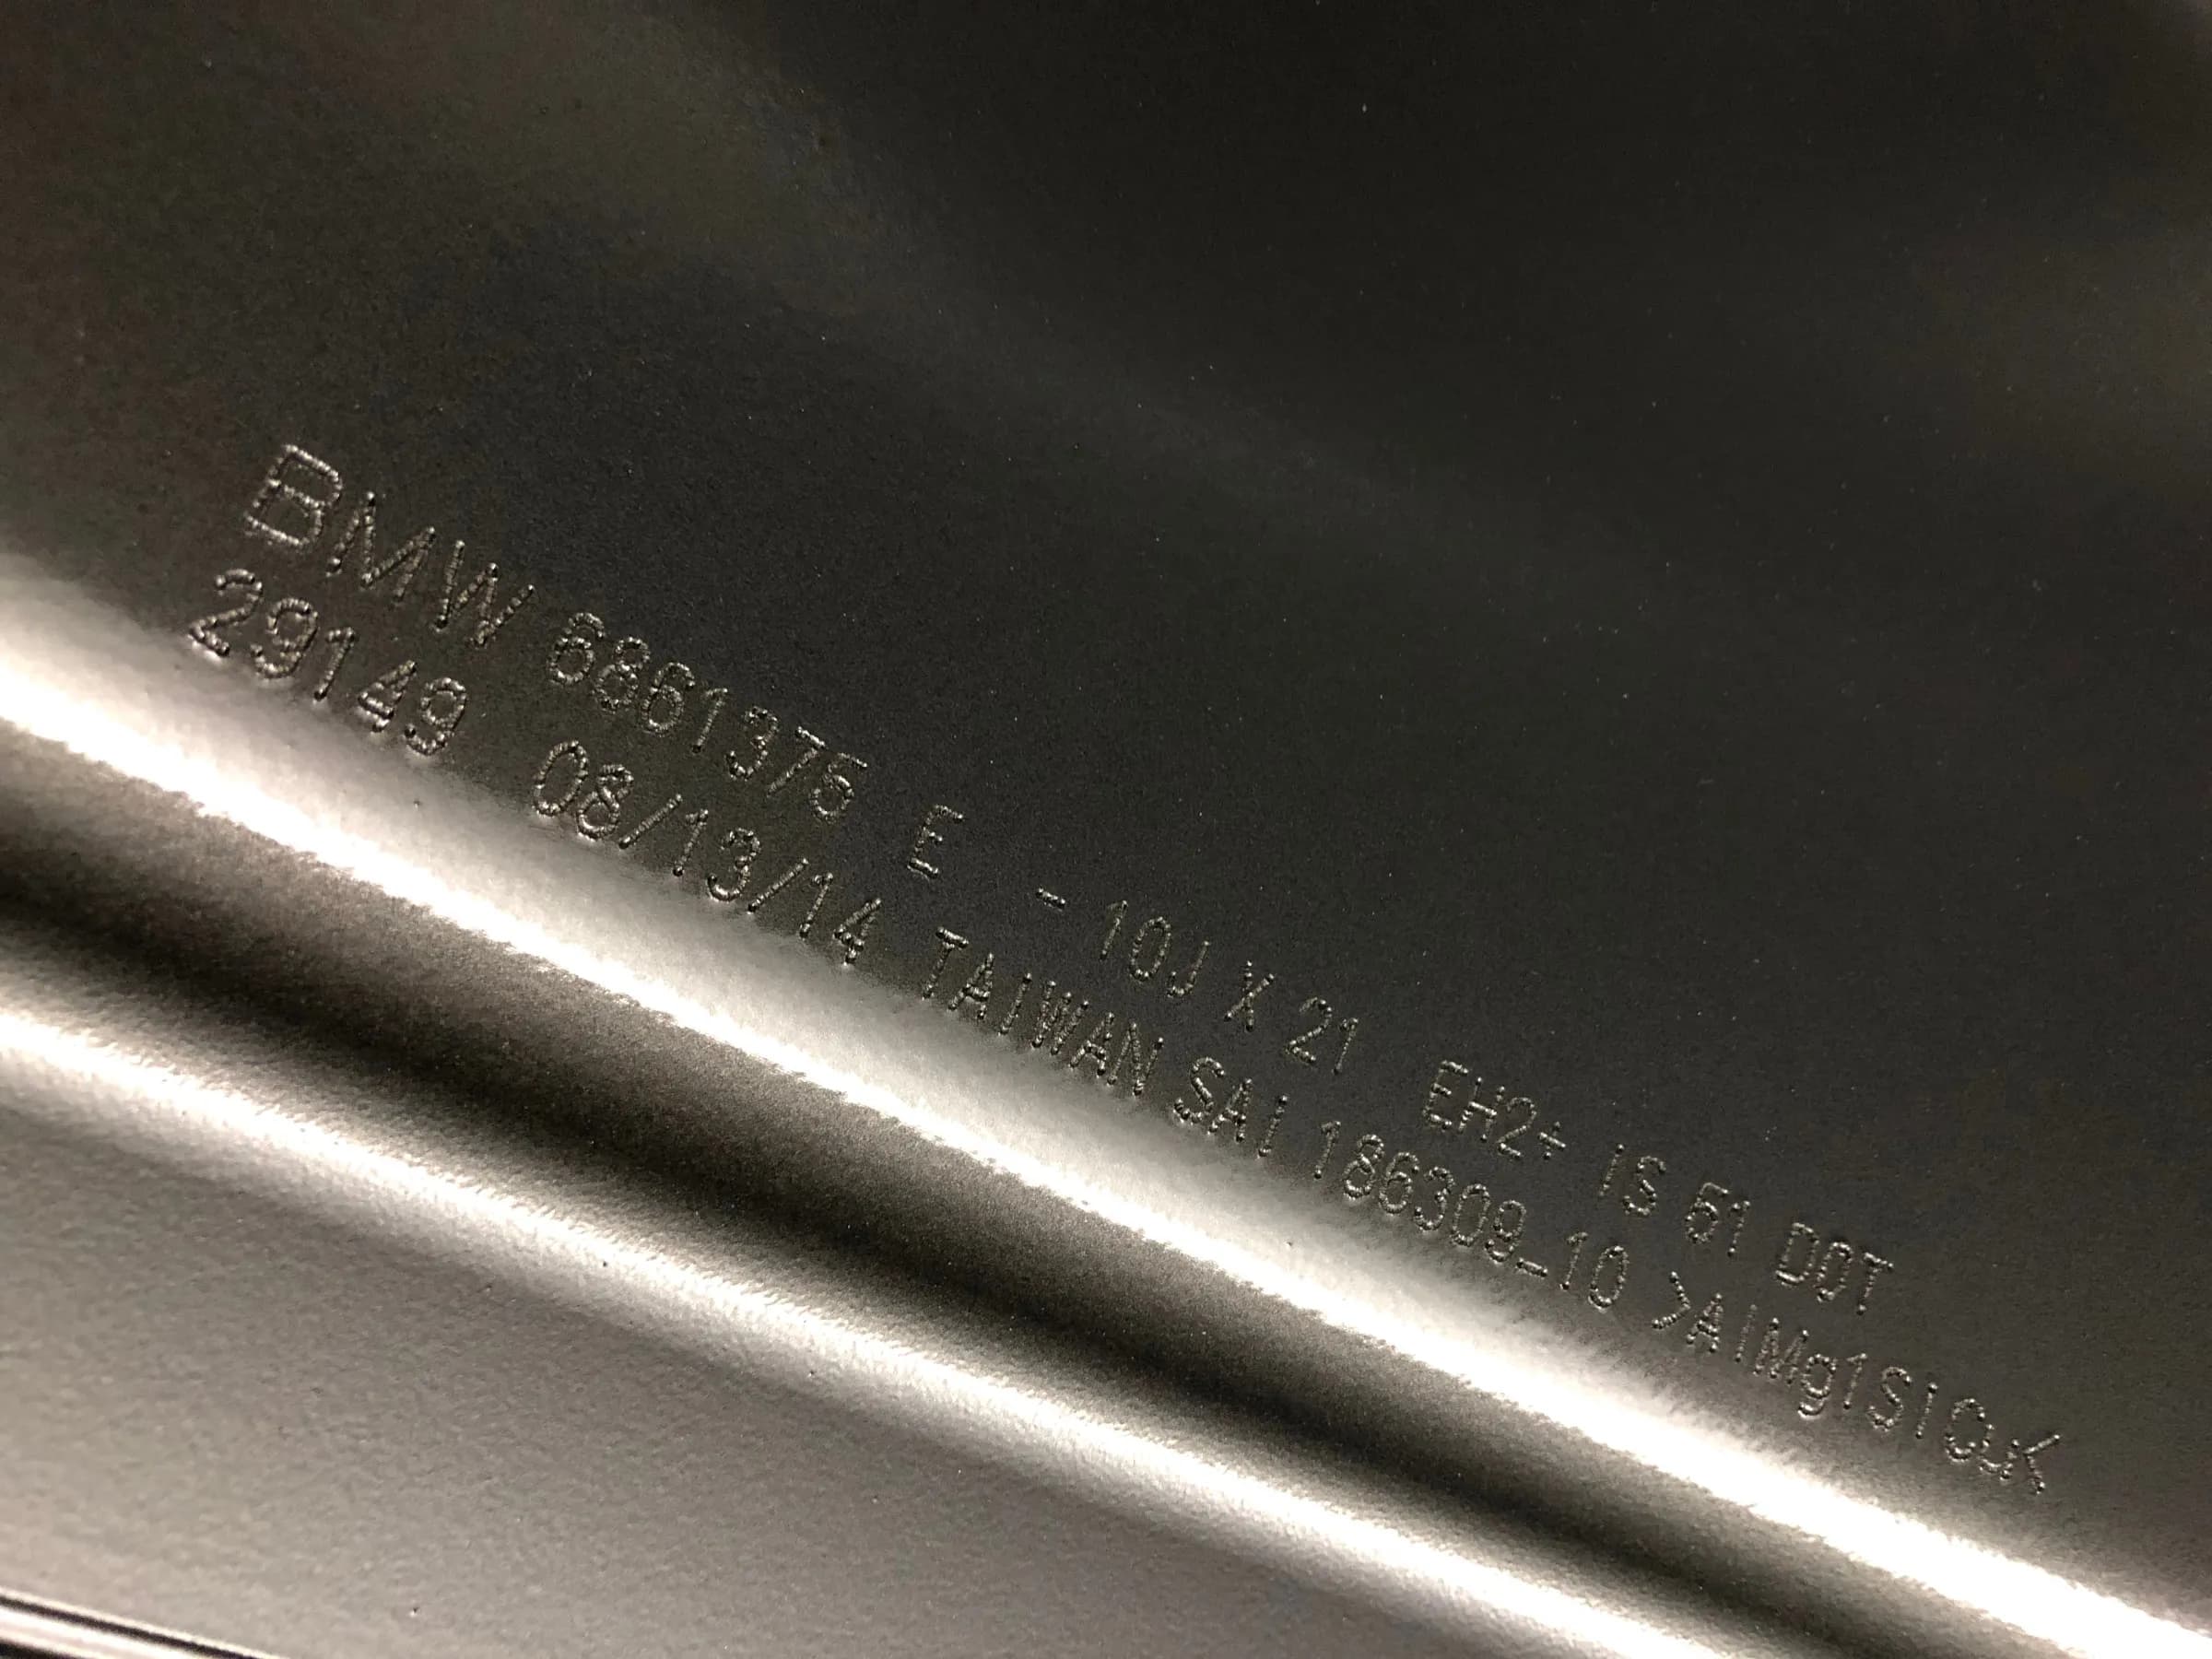 BMW 6861375 E - 10J X 21 EH2+ IS 51 DOT
29149 08/13/14 TAIWAN SAI 186309_10 >AlMg1SiCu<